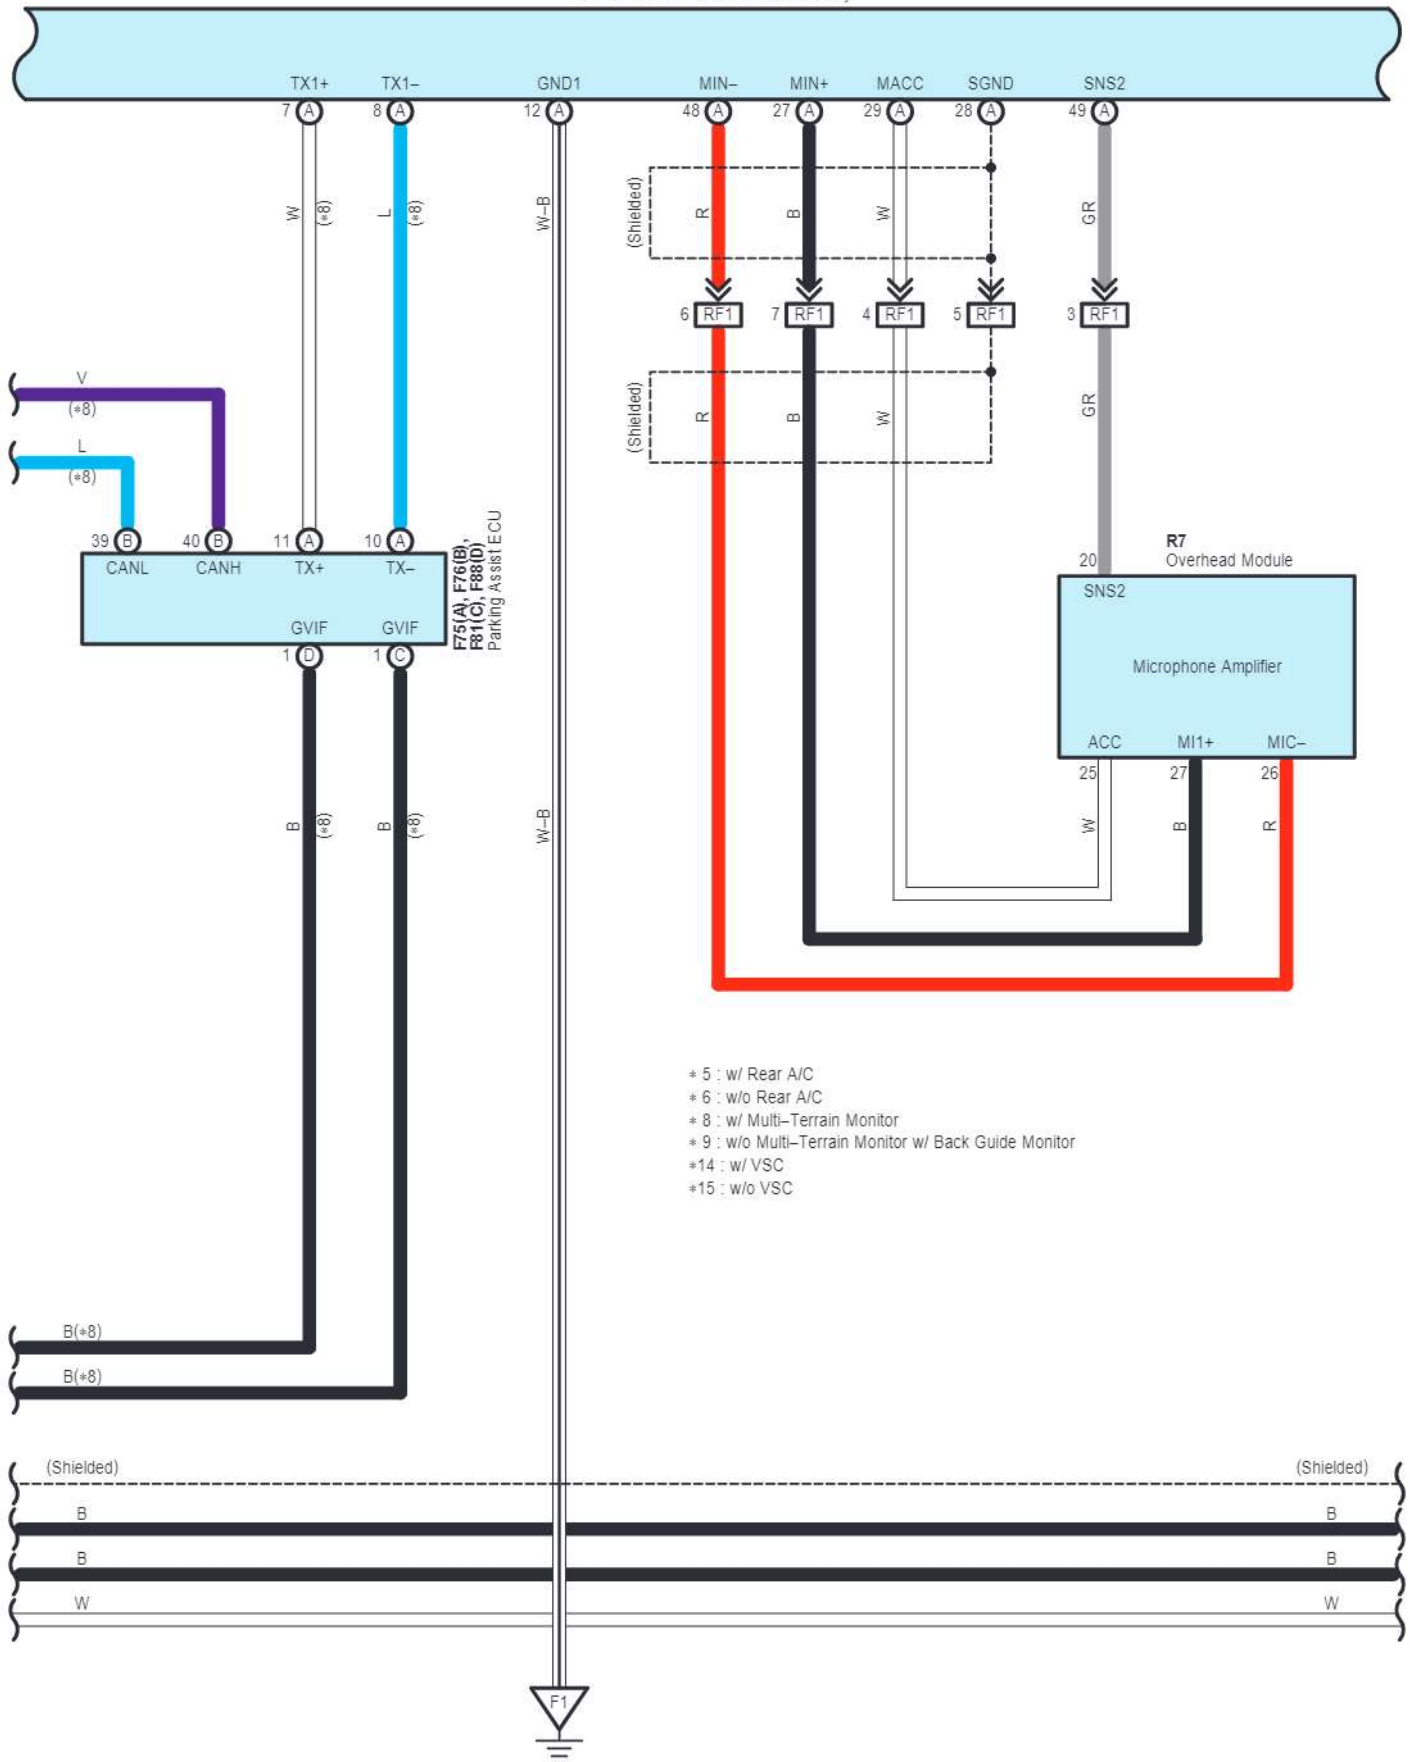 TX1+ TX1– GND1 MIN– MIN+ MACC SGND SNS2
7 A 8 A 12 A 48 A 27 A 29 A 28 A 49 A
W (*8) L (*8) W–B (Shielded) R B W GR
6 RF1 7 RF1 4 RF1 5 RF1 3 RF1
V
(*8)
L
(*8)
(Shielded) R B W GR
39 B 40 B 11 A 10 A
CANL CANH TX+ TX–
GVIF GVIF
1 D 1 C
F75(A), F76(B),
F81(C), F88(D)
Parking Assist ECU
R7
Overhead Module
20
SNS2
Microphone Amplifier
ACC MI1+ MIC–
25 27 26
B (*8) B (*8) W–B W B R
* 5 : w/ Rear A/C
* 6 : w/o Rear A/C
* 8 : w/ Multi–Terrain Monitor
* 9 : w/o Multi–Terrain Monitor w/ Back Guide Monitor
*14 : w/ VSC
*15 : w/o VSC
B(*8)
B(*8)
(Shielded) (Shielded)
B B
B B
W W
F1